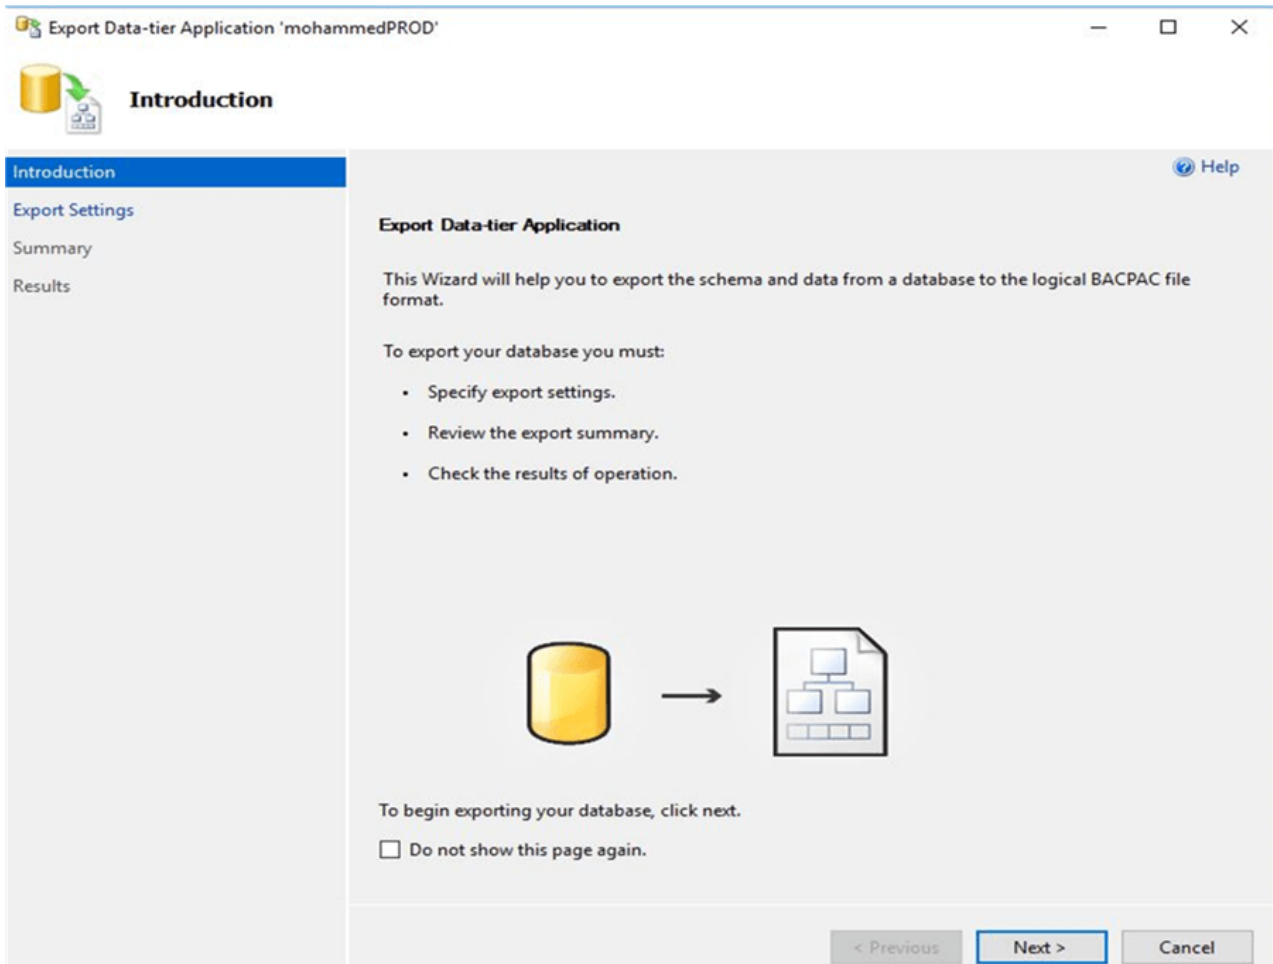 Export Data-tier Application 'mohammedPROD'
Introduction
Introduction
Export Settings
Summary
Results
Help
Export Data-tier Application
This Wizard will help you to export the schema and data from a database to the logical BACPAC file
format.
To export your database you must:
• Specify export settings.
• Review the export summary.
• Check the results of operation.
To begin exporting your database, click next.
Do not show this page again.
< Previous
Next >
Cancel